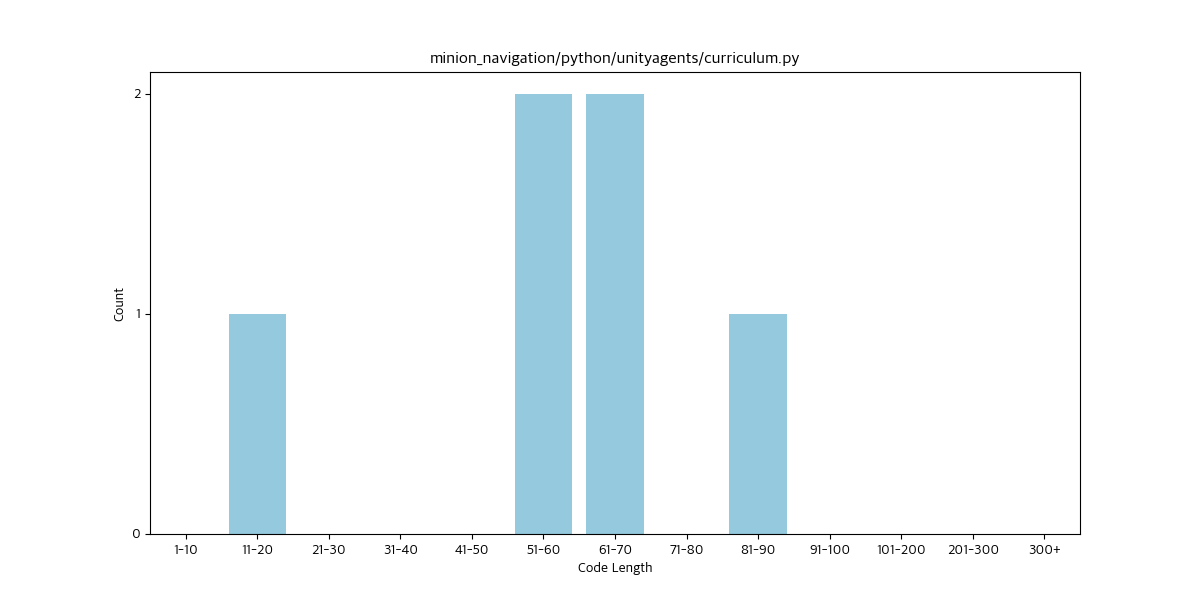 minion_navigation/python/unityagents/curriculum.py
2
1
0
Count
1-10 11-20 21-30 31-40 41-50 51-60 61-70 71-80 81-90 91-100 101-200 201-300 300+
Code Length